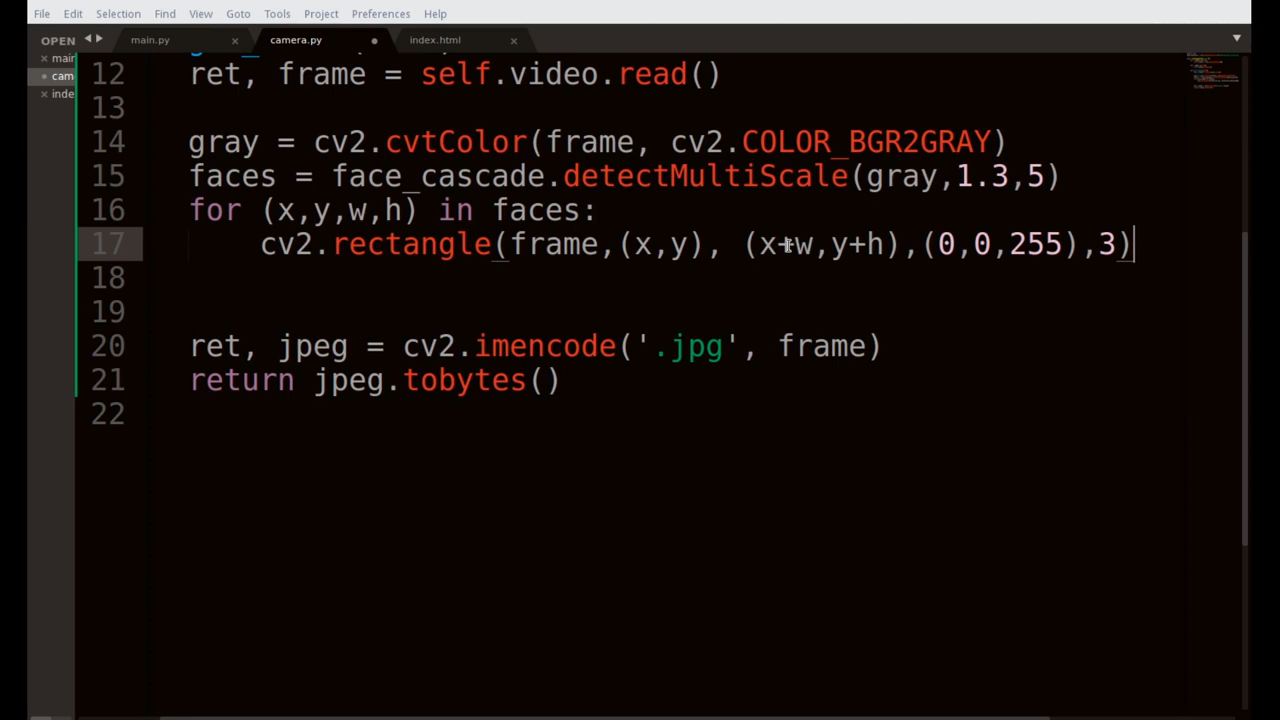 File Edit Selection Find View Goto Tools Project Preferences Help
OPEN
main.py
camera.py
index.html
main
cam
inde
12 ret, frame = self.video.read()
13
14 gray = cv2.cvtColor(frame, cv2.COLOR_BGR2GRAY)
15 faces = face_cascade.detectMultiScale(gray,1.3,5)
16 for (x,y,w,h) in faces:
17 cv2.rectangle(frame,(x,y), (x+w,y+h),(0,0,255),3)
18
19
20 ret, jpeg = cv2.imencode('.jpg', frame)
21 return jpeg.tobytes()
22